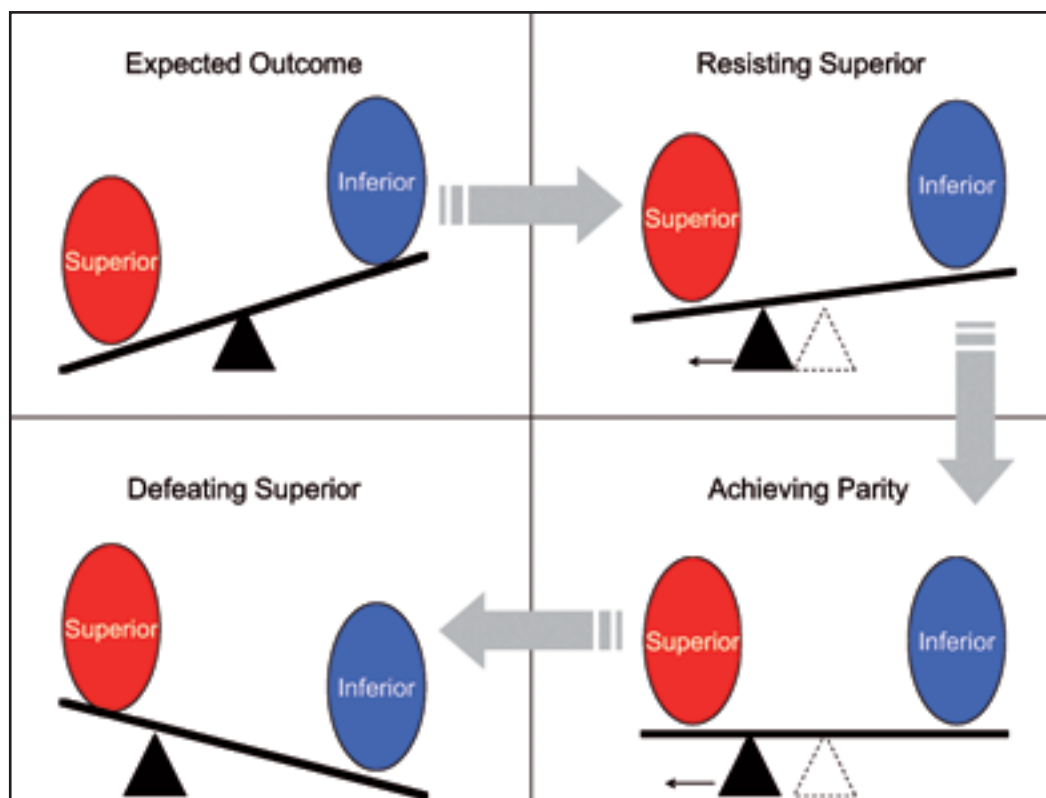 Expected Outcome
Superior
Inferior
Resisting Superior
Superior
Inferior
Achieving Parity
Superior
Inferior
Defeating Superior
Superior
Inferior